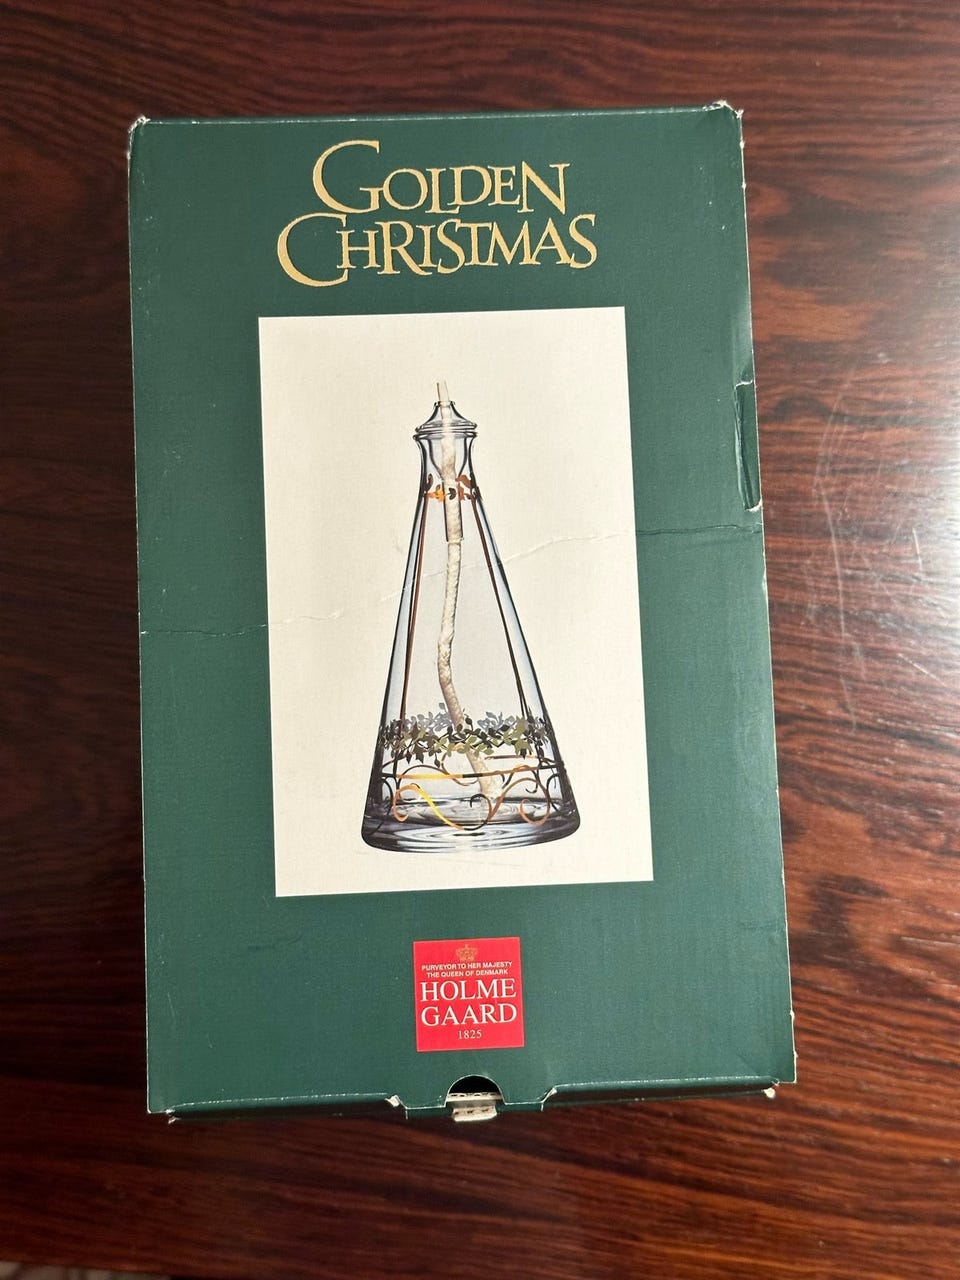 GOLDEN
CHRISTMAS
PURVEYOR TO HER MAJESTY
THE QUEEN OF DENMARK
HOLME
GAARD
1825